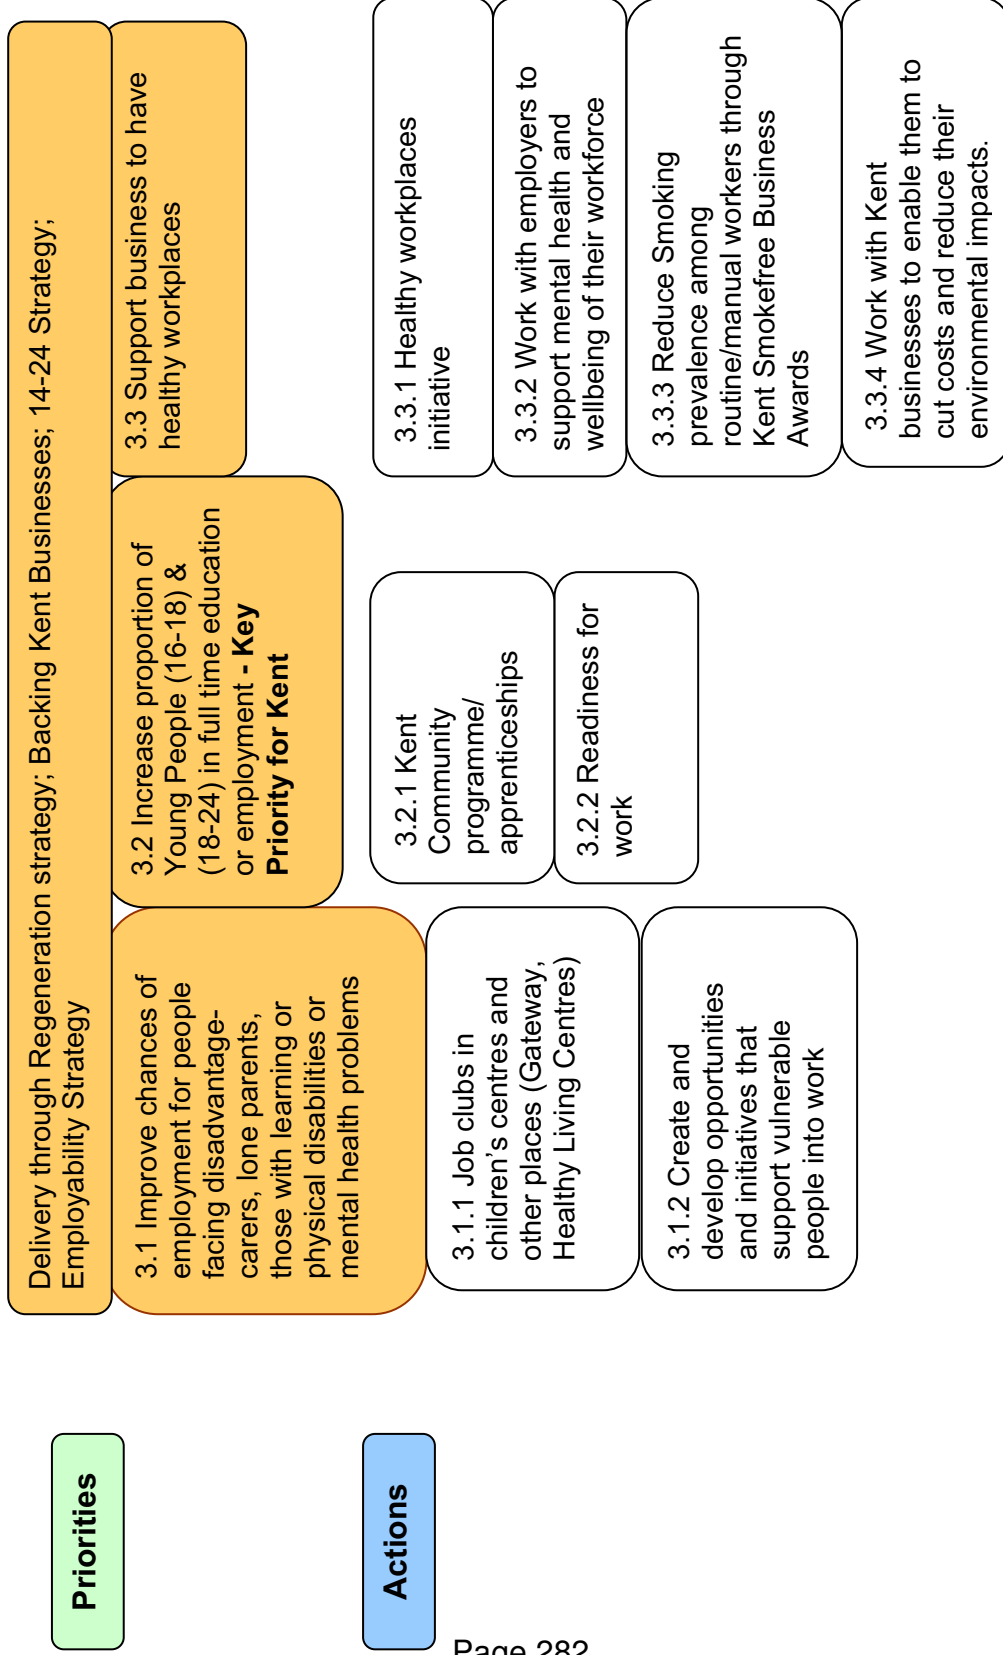 Delivery through Regeneration strategy; Backing Kent Businesses; 14-24 Strategy;
Employability Strategy
Priorities
3.1 Improve chances of
employment for people
facing disadvantage-
carers, lone parents,
those with learning or
physical disabilities or
mental health problems
3.2 Increase proportion of
Young People (16-18) &
(18-24) in full time education
or employment - Key
Priority for Kent
3.3 Support business to have
healthy workplaces
Actions
3.1.1 Job clubs in
children's centres and
other places (Gateway,
Healthy Living Centres)
3.1.2 Create and
develop opportunities
and initiatives that
support vulnerable
people into work
3.2.1 Kent
Community
programme/
apprenticeships
3.2.2 Readiness for
work
3.3.1 Healthy workplaces
initiative
3.3.2 Work with employers to
support mental health and
wellbeing of their workforce
3.3.3 Reduce Smoking
prevalence among
routine/manual workers through
Kent Smokefree Business
Awards
3.3.4 Work with Kent
businesses to enable them to
cut costs and reduce their
environmental impacts.
Page 282